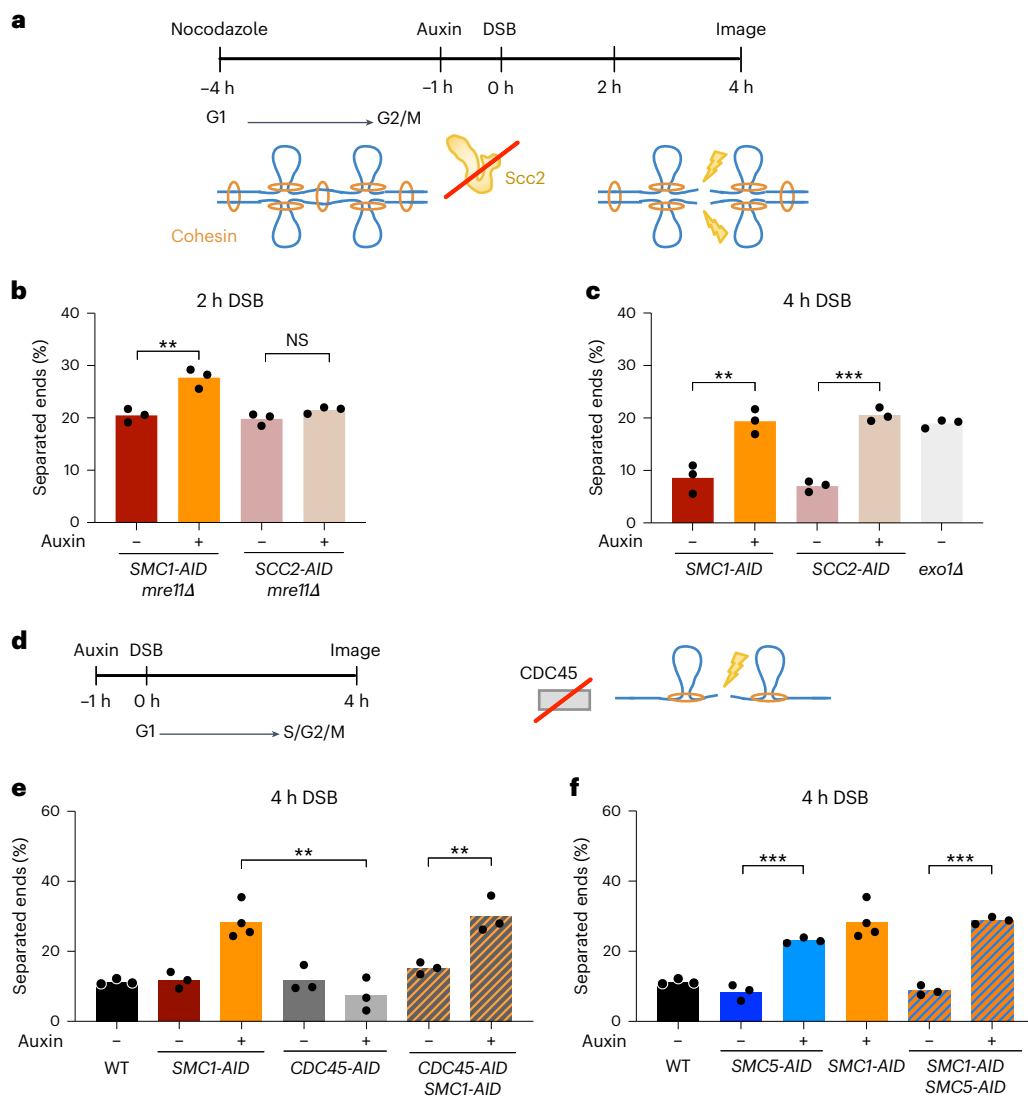 a
Nocodazole Auxin DSB Image
–4 h –1 h 0 h 2 h 4 h
G1 G2/M
Scc2
Cohesin
b
2 h DSB
Separated ends (%)
40
30
20
10
0
** NS
Auxin – + – +
SMC1-AID SCC2-AID
mre11Δ mre11Δ
c
4 h DSB
Separated ends (%)
40
30
20
10
0
** ***
Auxin – + – + –
SMC1-AID SCC2-AID exo1Δ
d
Auxin DSB Image
–1 h 0 h 4 h
G1 S/G2/M
CDC45
e
4 h DSB
Separated ends (%)
60
40
20
0
** **
Auxin – – + – + – +
WT SMC1-AID CDC45-AID CDC45-AID
SMC1-AID
f
4 h DSB
Separated ends (%)
60
40
20
0
*** ***
Auxin – – + + – +
WT SMC5-AID SMC1-AID SMC1-AID
SMC5-AID